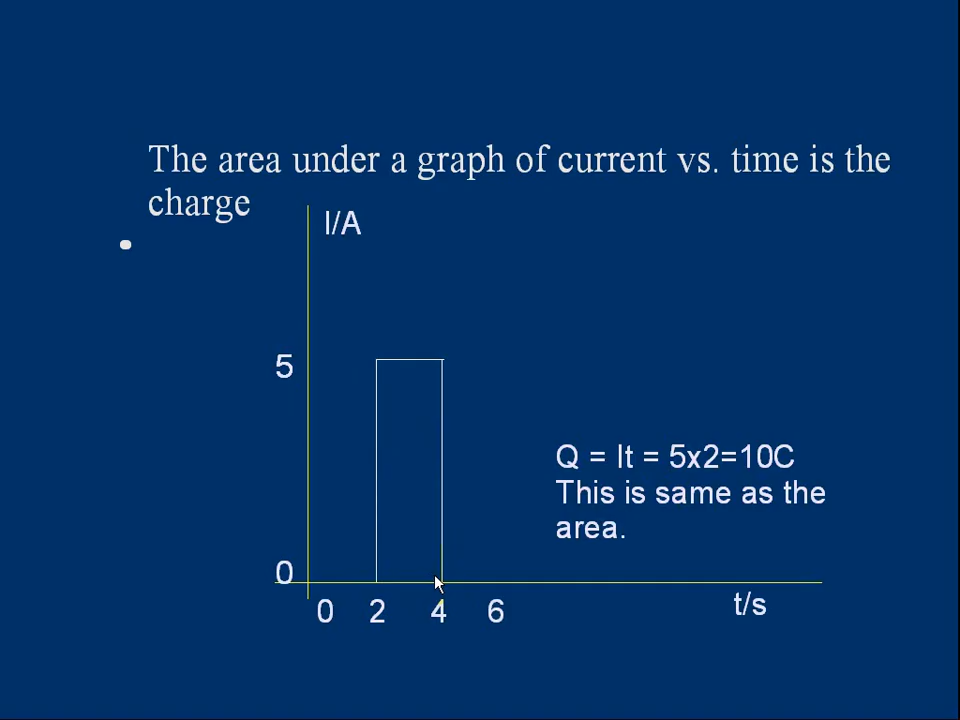 The area under a graph of current vs. time is the
charge
I/A
5
Q = It = 5x2=10C
This is same as the
area.
0
0 2 4 6
t/s